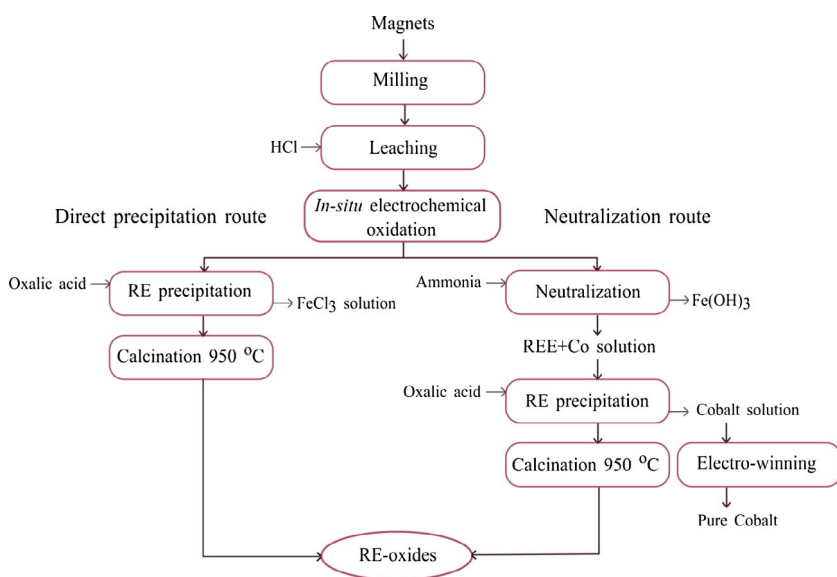 Magnets
Milling
HCl
Leaching
In-situ electrochemical
oxidation
Direct precipitation route
Neutralization route
Oxalic acid
RE precipitation
FeCl3 solution
Calcination 950 °C
Ammonia
Neutralization
Fe(OH)3
REE+Co solution
Oxalic acid
RE precipitation
Cobalt solution
Calcination 950 °C
Electro-winning
Pure Cobalt
RE-oxides